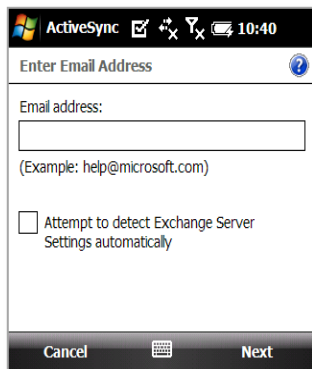 ActiveSync 10:40
Enter Email Address
Email address:
(Example: help@microsoft.com)
Attempt to detect Exchange Server
Settings automatically
Cancel Next